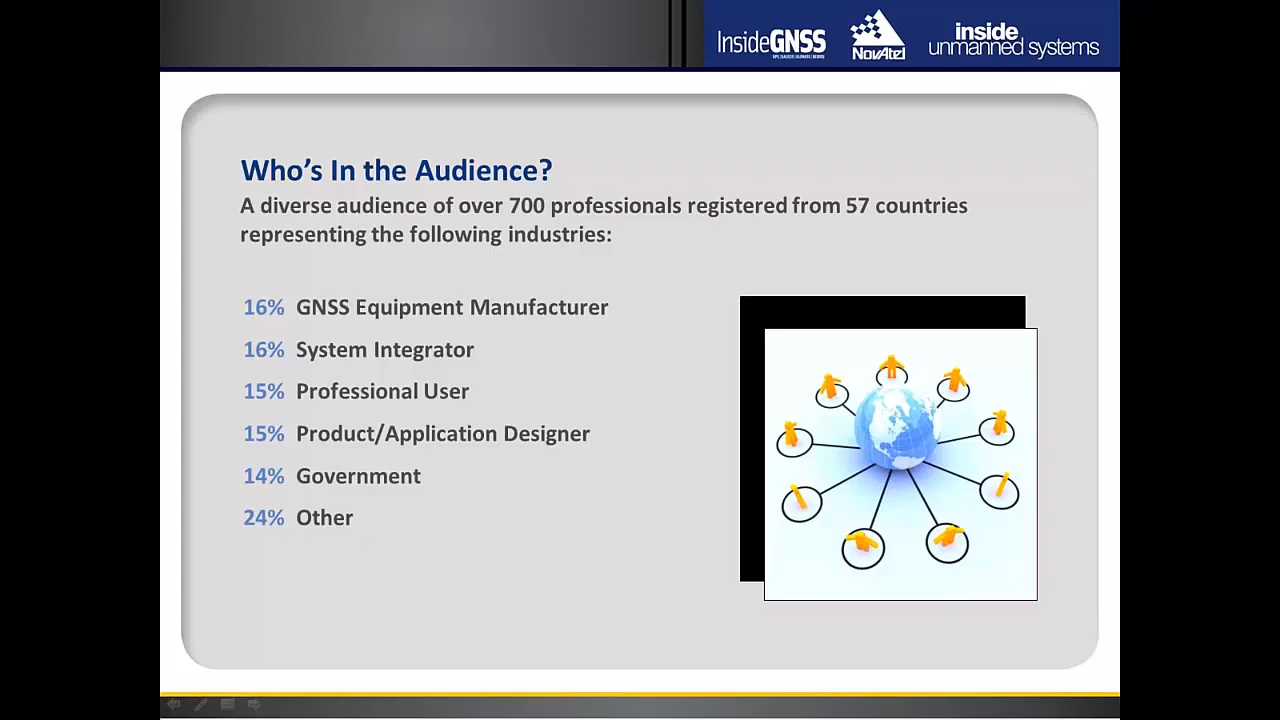 InsideGNSS
NovAtel
inside
unmanned systems
Who's In the Audience?
A diverse audience of over 700 professionals registered from 57 countries
representing the following industries:
16% GNSS Equipment Manufacturer
16% System Integrator
15% Professional User
15% Product/Application Designer
14% Government
24% Other